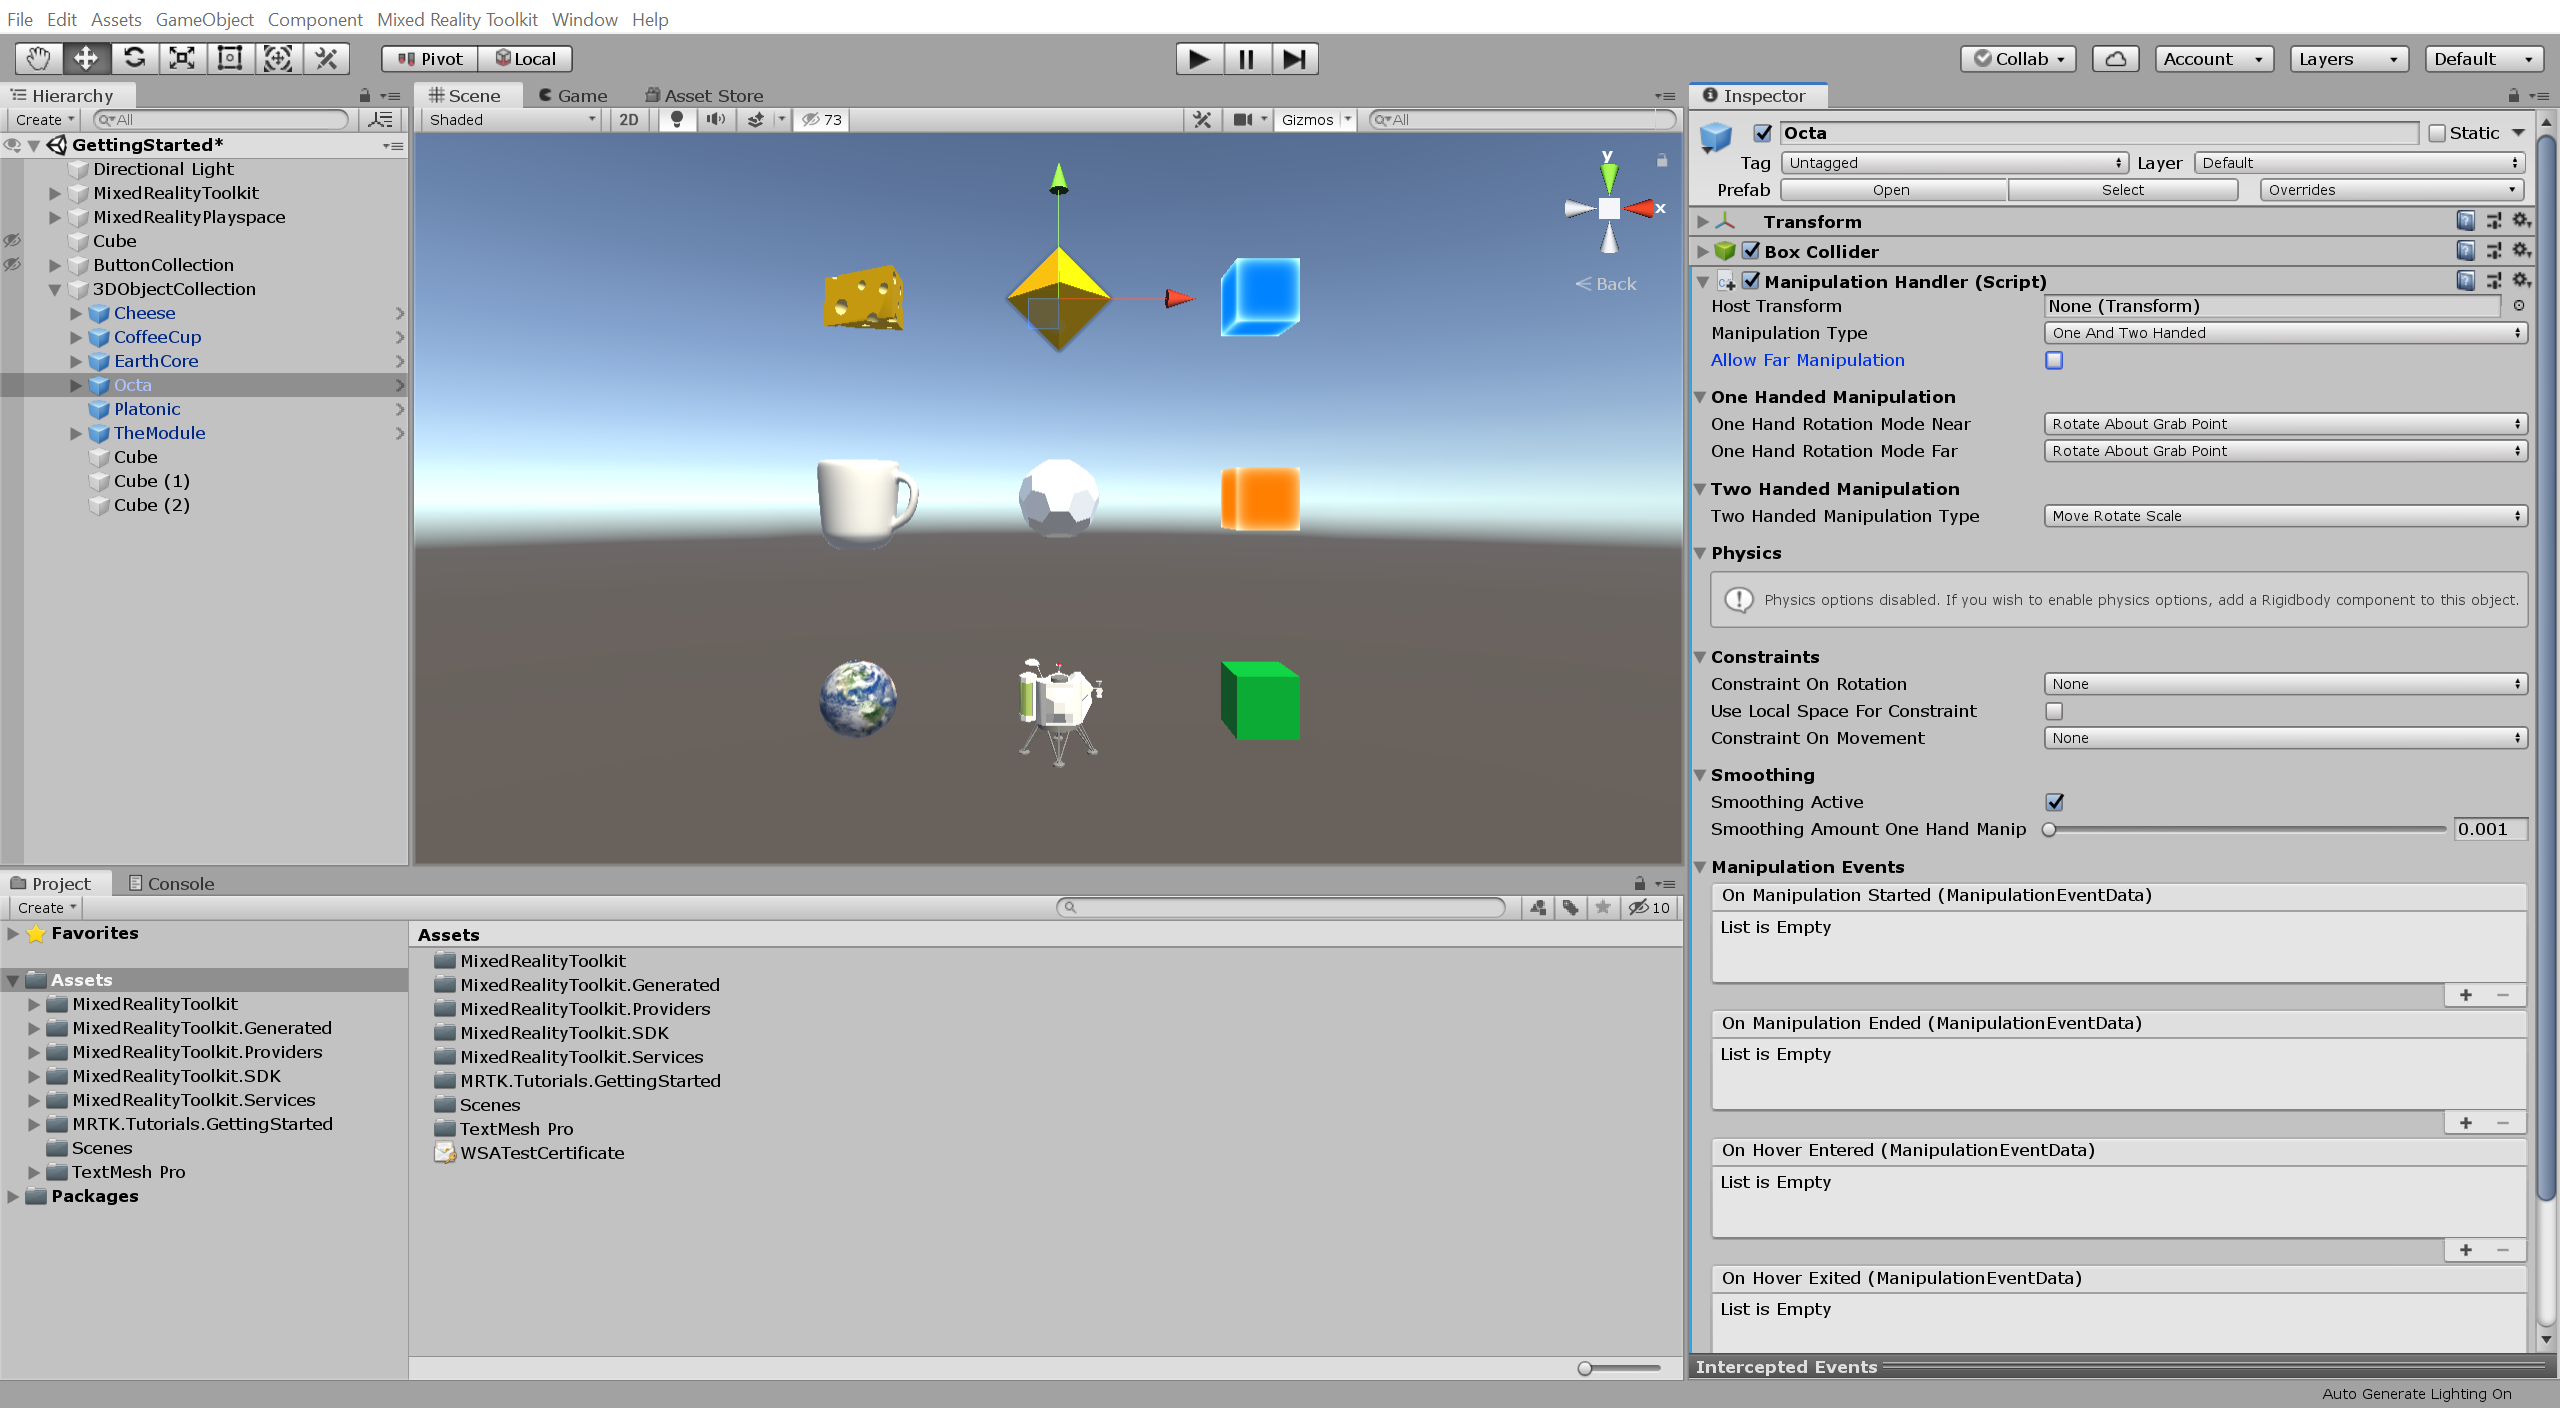 File Edit Assets GameObject Component Mixed Reality Toolkit Window Help
Pivot Local
Collab Account Layers Default
Hierarchy
Create All
GettingStarted*
Directional Light
MixedRealityToolkit
MixedRealityPlayspace
Cube
ButtonCollection
3DObjectCollection
Cheese
CoffeeCup
EarthCore
Octa
Platonic
TheModule
Cube
Cube (1)
Cube (2)
Scene Game Asset Store
Shaded 2D 73 Gizmos All
y
x
Back
Project Console
Create 10
Favorites
Assets
MixedRealityToolkit
MixedRealityToolkit.Generated
MixedRealityToolkit.Providers
MixedRealityToolkit.SDK
MixedRealityToolkit.Services
MRTK.Tutorials.GettingStarted
Scenes
TextMesh Pro
Packages
Assets
MixedRealityToolkit
MixedRealityToolkit.Generated
MixedRealityToolkit.Providers
MixedRealityToolkit.SDK
MixedRealityToolkit.Services
MRTK.Tutorials.GettingStarted
Scenes
TextMesh Pro
WSATestCertificate
Inspector
Octa Static
Tag Untagged Layer Default
Prefab Open Select Overrides
Transform
Box Collider
Manipulation Handler (Script)
Host Transform None (Transform)
Manipulation Type One And Two Handed
Allow Far Manipulation
One Handed Manipulation
One Hand Rotation Mode Near Rotate About Grab Point
One Hand Rotation Mode Far Rotate About Grab Point
Two Handed Manipulation
Two Handed Manipulation Type Move Rotate Scale
Physics
Physics options disabled. If you wish to enable physics options, add a Rigidbody component to this object.
Constraints
Constraint On Rotation None
Use Local Space For Constraint
Constraint On Movement None
Smoothing
Smoothing Active
Smoothing Amount One Hand Manip 0.001
Manipulation Events
On Manipulation Started (ManipulationEventData)
List is Empty
+ −
On Manipulation Ended (ManipulationEventData)
List is Empty
+ −
On Hover Entered (ManipulationEventData)
List is Empty
+ −
On Hover Exited (ManipulationEventData)
List is Empty
Intercepted Events
Auto Generate Lighting On